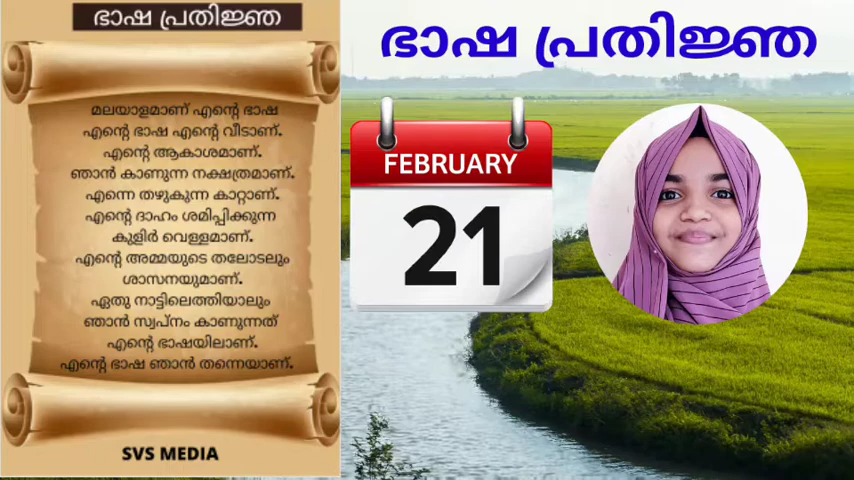 ഭാഷ പ്രതിജ്ഞ
മലയാളമാണ് എന്റെ ഭാഷ
എന്റെ ഭാഷ എന്റെ വീടാണ്.
എന്റെ ആകാശമാണ്.
ഞാൻ കാണുന്ന നക്ഷത്രമാണ്.
എന്നെ തഴുകുന്ന കാറ്റാണ്.
എന്റെ ദാഹം ശമിപ്പിക്കുന്ന
കുളിർ വെള്ളമാണ്.
എന്റെ അമ്മയുടെ തലോടലും
ശാസനയുമാണ്.
ഏതു നാട്ടിലെത്തിയാലും
ഞാൻ സ്വപ്നം കാണുന്നത്
എന്റെ ഭാഷയിലാണ്.
എന്റെ ഭാഷ ഞാൻ തന്നെയാണ്.
SVS MEDIA
ഭാഷ പ്രതിജ്ഞ
FEBRUARY
21